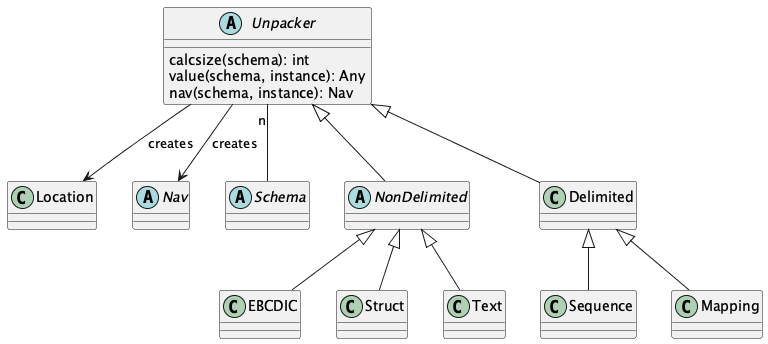 A Unpacker
calcsize(schema): int
value(schema, instance): Any
nav(schema, instance): Nav
n
creates
creates
C Location
A Nav
A Schema
A NonDelimited
C Delimited
C EBCDIC
C Struct
C Text
C Sequence
C Mapping